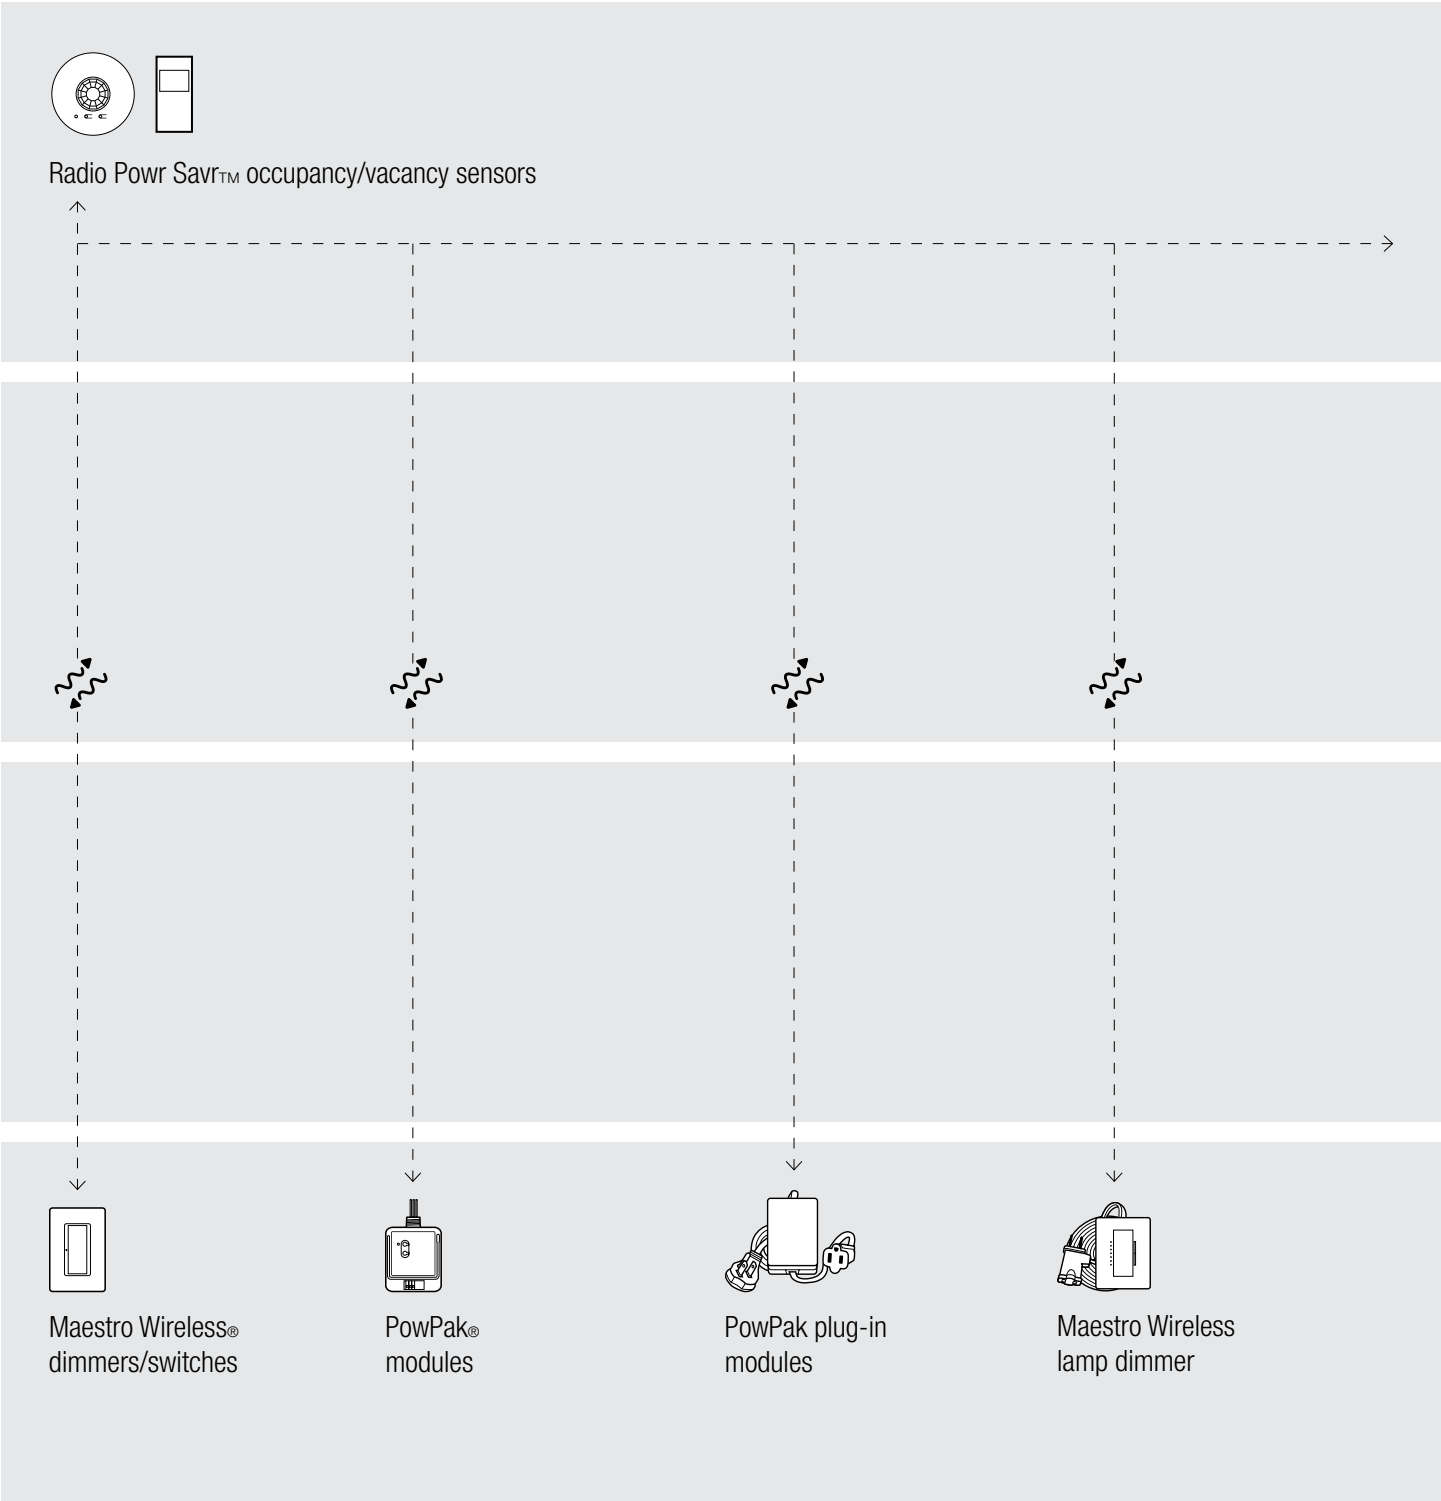 Radio Powr Savr™ occupancy/vacancy sensors
Maestro Wireless®
dimmers/switches
PowPak®
modules
PowPak plug-in
modules
Maestro Wireless
lamp dimmer